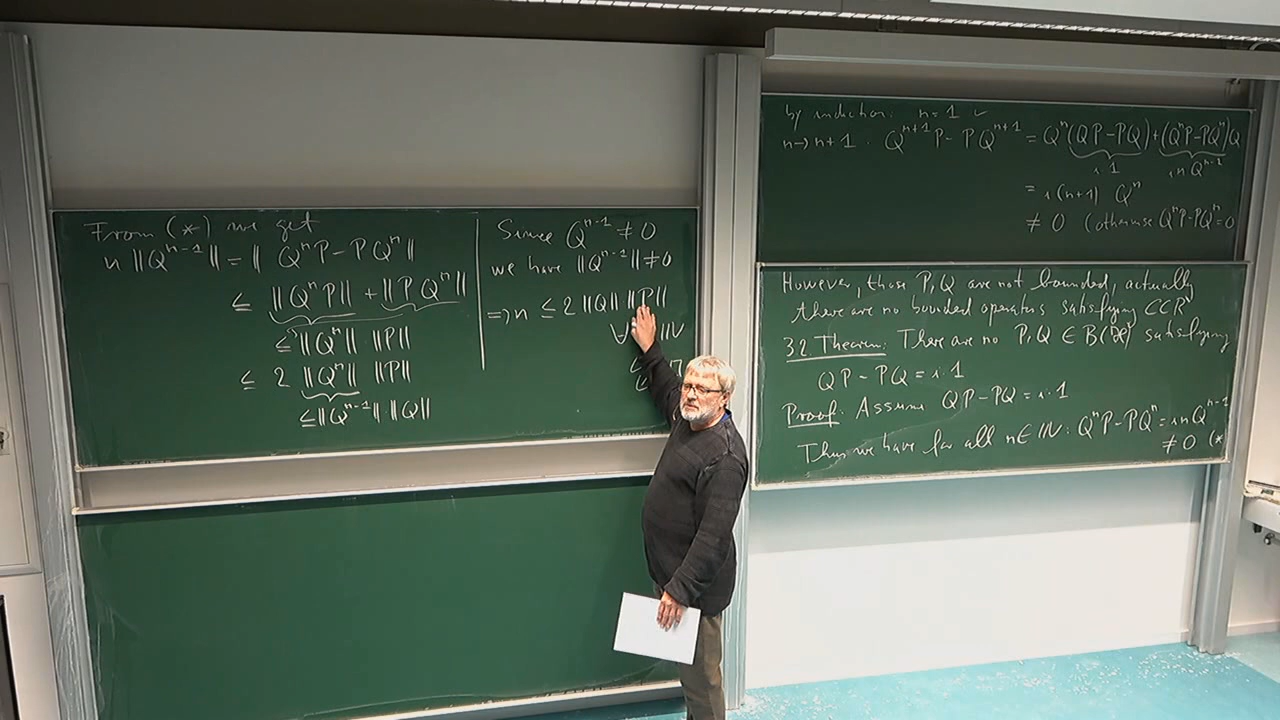 From (*) we get
n ||Q^{n-1}|| = || Q^n P - P Q^n ||
≤ ||Q^n P|| + ||P Q^n||
≤ ||Q^n|| ||P||
≤ 2 ||Q^n|| ||P||
≤ ||Q^{n-1}|| ||Q||
Since Q^{n-1} ≠ 0
we have ||Q^{n-1}|| ≠ 0
=> n ≤ 2 ||Q|| ||P||
by induction: n = 1 ✓
n → n+1 : Q^{n+1} P - P Q^{n+1} = Q^n (QP - PQ) + (Q^n P - P Q^n) Q
i 1 i n Q^{n-1}
= i (n+1) Q^n
≠ 0 (otherwise Q^n P - P Q^n = 0
However, those P, Q are not bounded, actually
there are no bounded operators satisfying CCR
3.2 Theorem: There are no P, Q ∈ B(ℋ) satisfying
QP - PQ = i·1
Proof: Assume QP - PQ = i·1
Then we have for all n ∈ ℕ: Q^n P - P Q^n = i n Q^{n-1}
≠ 0 (*